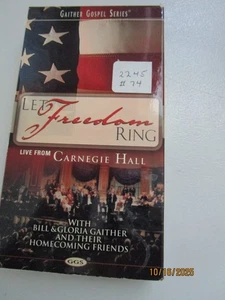 GAITHER GOSPEL SERIES
2245
#74
LET Freedom
RING
LIVE FROM CARNEGIE HALL
WITH
BILL & GLORIA GAITHER
AND THEIR
HOMECOMING FRIENDS
GGS
10/16/2025